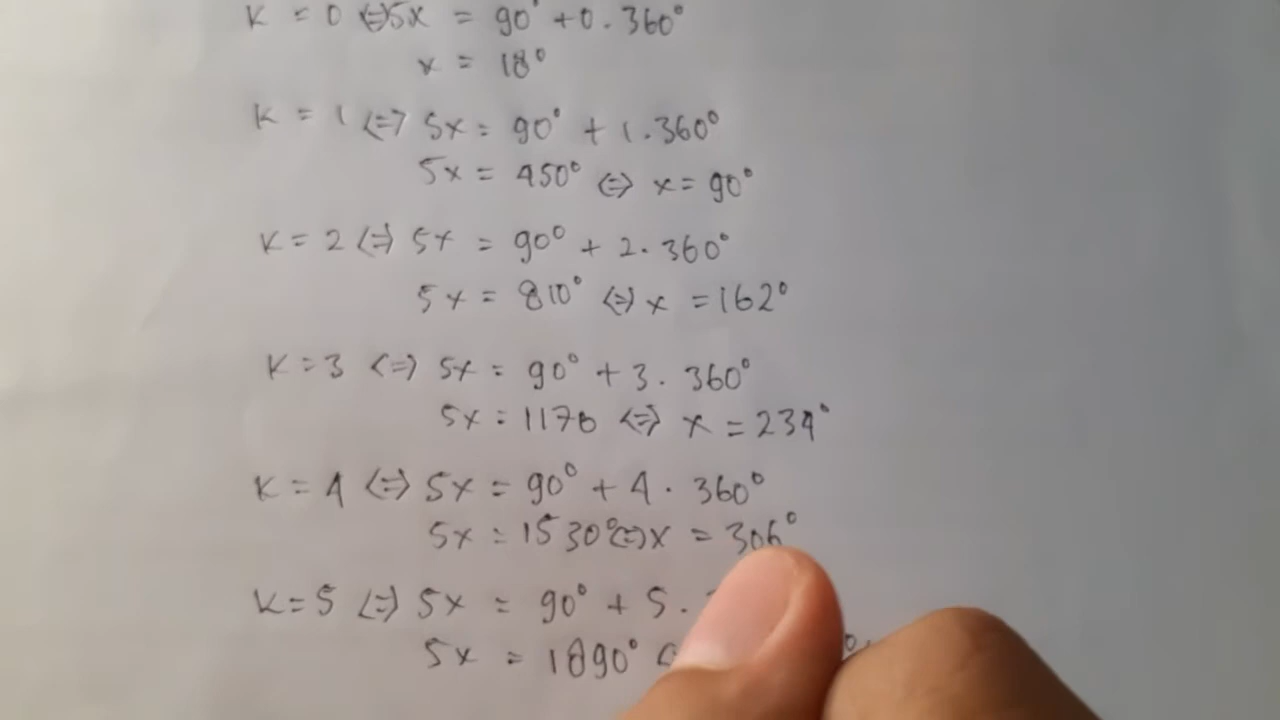 K = 0 ⇔ 5x = 90° + 0 . 360°
x = 18°
K = 1 ⇔ 5x = 90° + 1 . 360°
5x = 450° ⇔ x = 90°
K = 2 ⇔ 5x = 90° + 2 . 360°
5x = 810° ⇔ x = 162°
K = 3 ⇔ 5x = 90° + 3 . 360°
5x = 1170 ⇔ x = 234°
K = 4 ⇔ 5x = 90° + 4 . 360°
5x = 1530° ⇔ x = 306°
K = 5 ⇔ 5x = 90° + 5 .
5x = 1890°